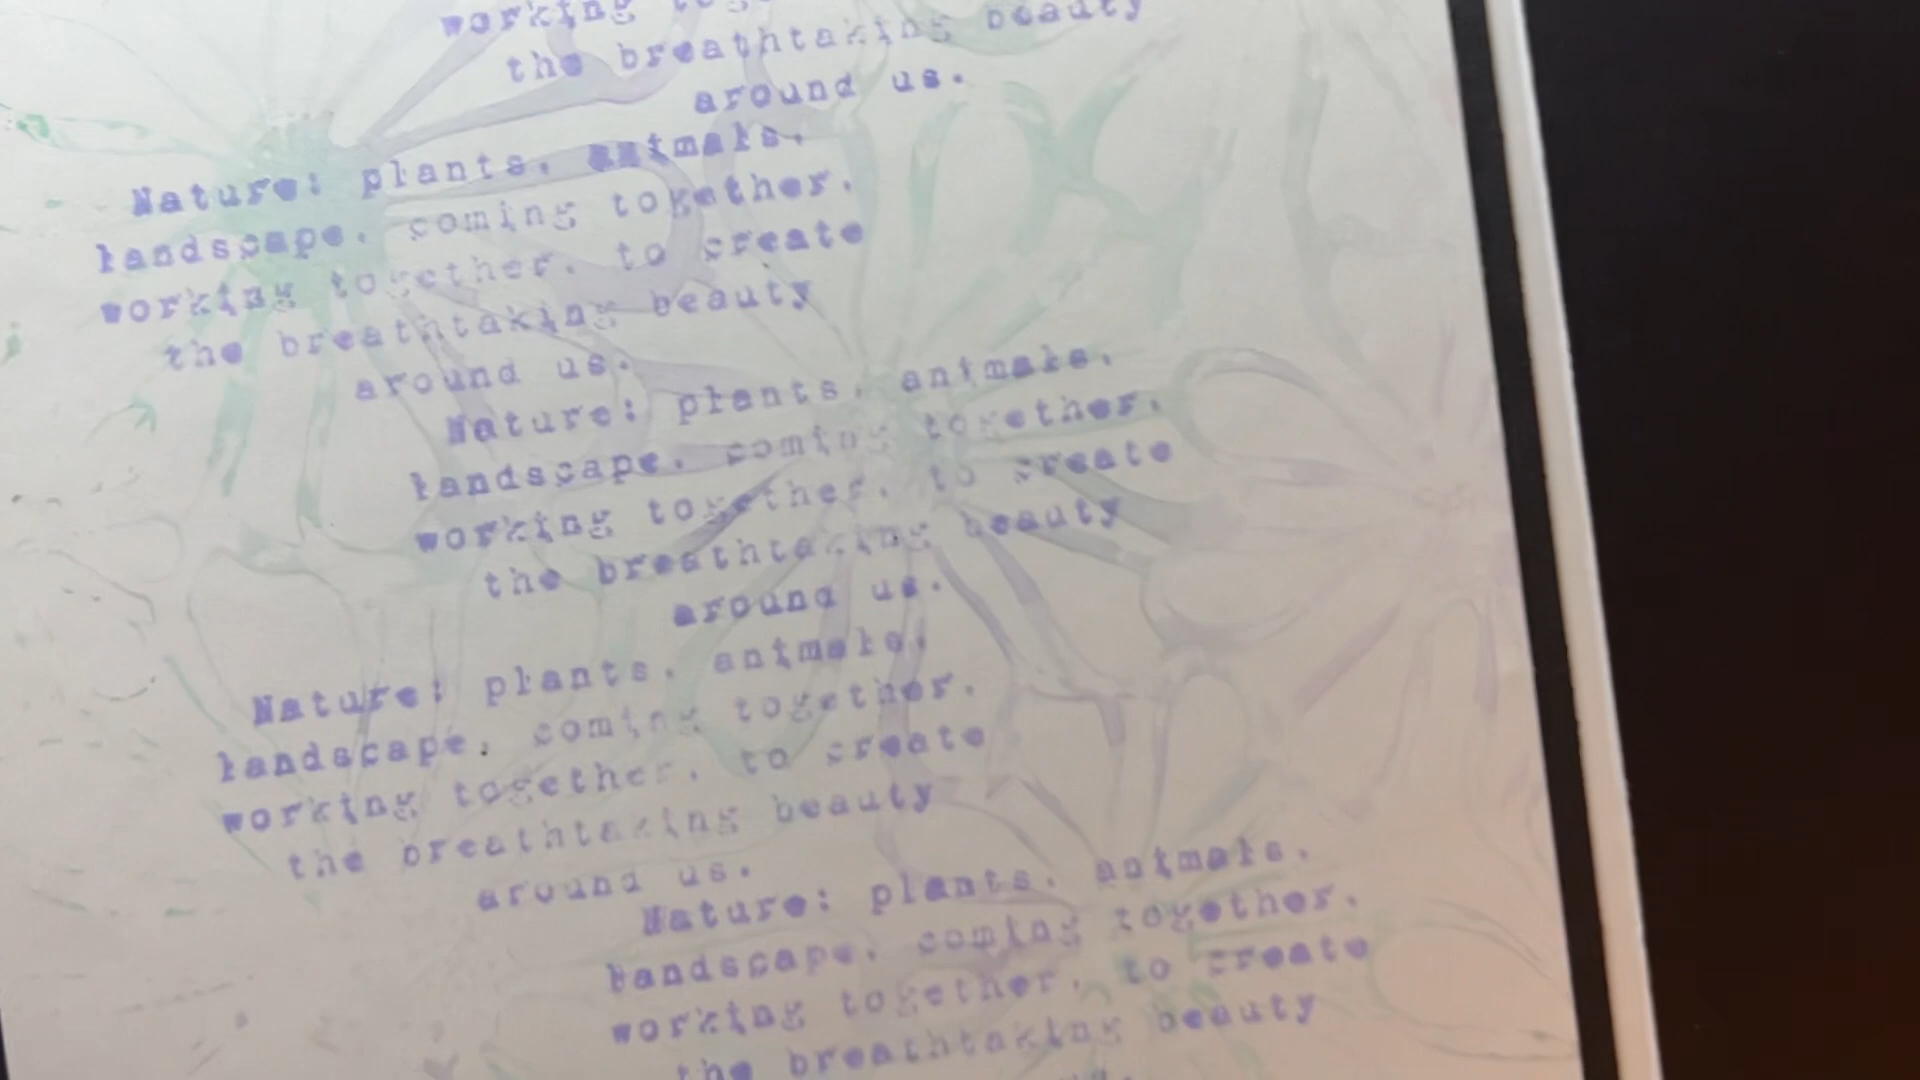 working
the breathtaking beauty
around us.
Nature: plants, animals,
landscape, coming together,
working together, to create
the breathtaking beauty
around us.
Nature: plants, animals,
landscape, coming together,
working together, to create
the breathtaking beauty
around us.
Nature: plants, animals,
landscape, coming together,
working together, to create
the breathtaking beauty
around us.
Nature: plants, animals,
landscape, coming together,
working together, to create
the breathtaking beauty